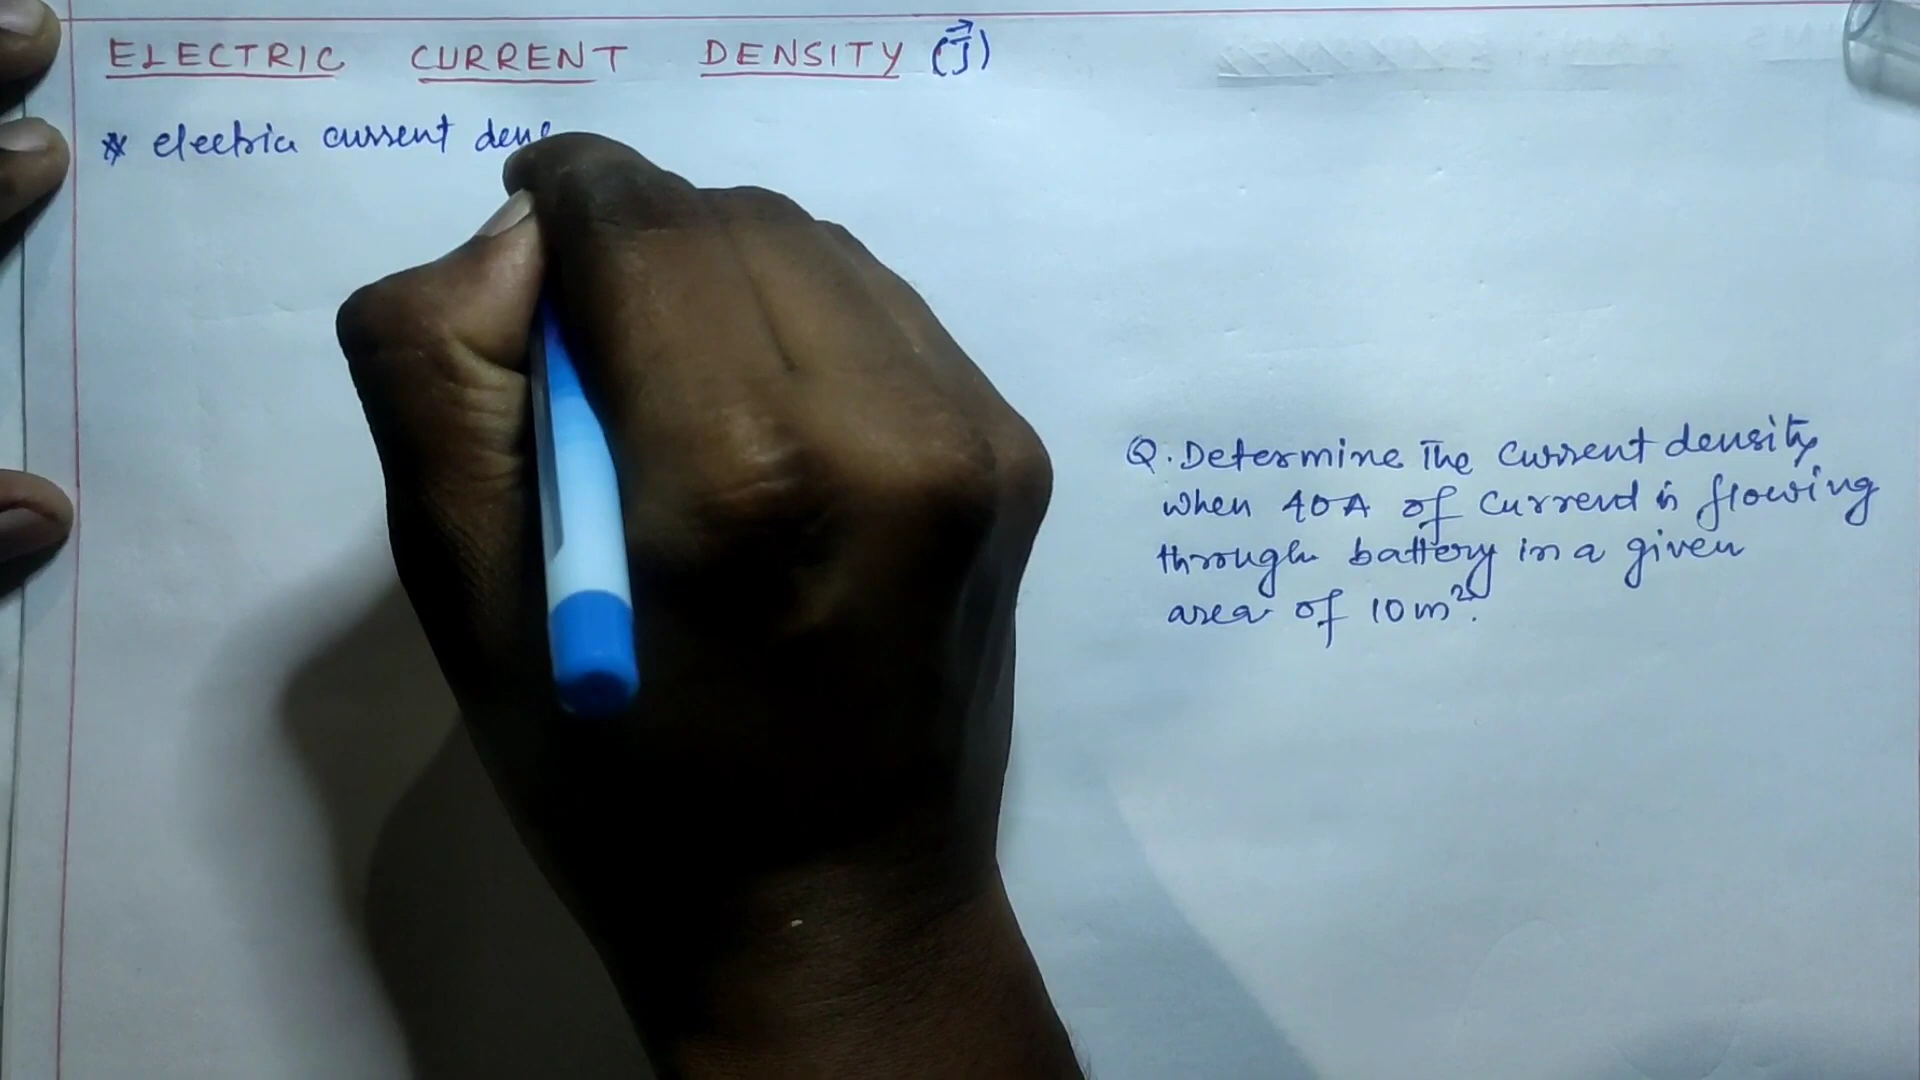 ELECTRIC CURRENT DENSITY (J⃗)
* electric current dens
Q. Determine The current density
when 40A of current is flowing
through battery in a given
area of 10m².